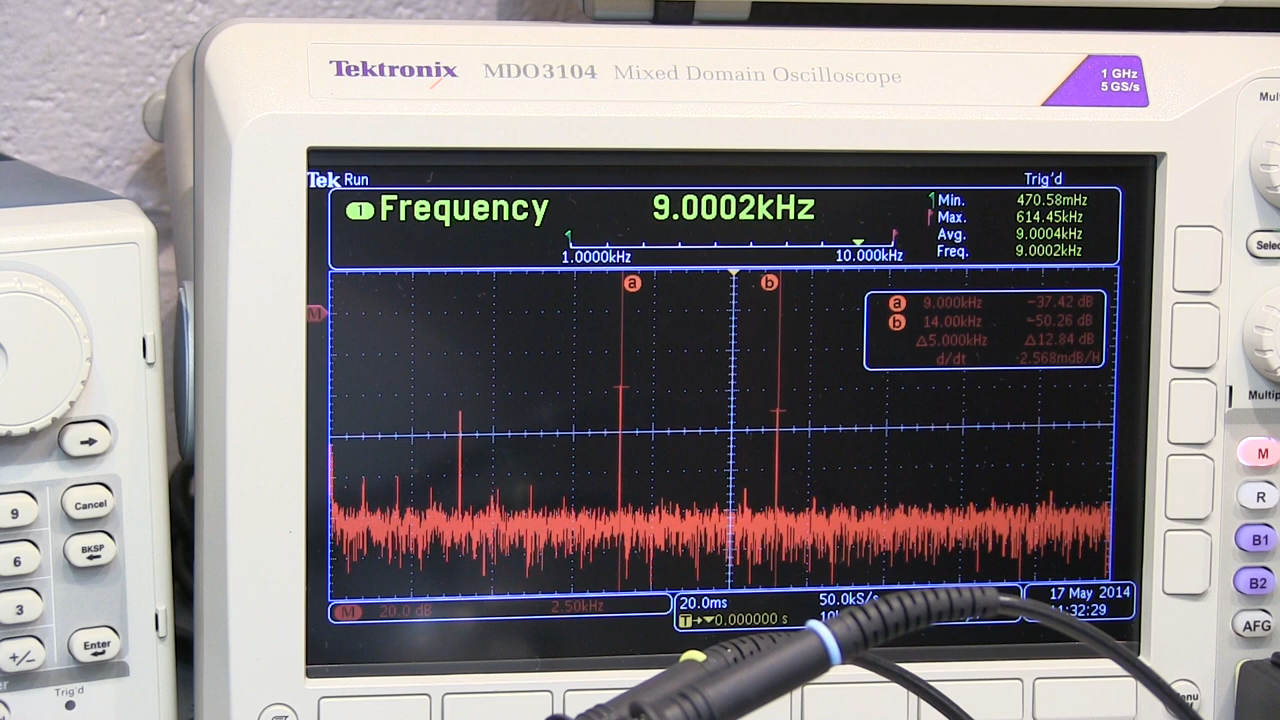 Tektronix MDO3104 Mixed Domain Oscilloscope
1 GHz
5 GS/s
Tek Run Trig'd
1 Frequency 9.0002kHz
1.0000kHz 10.000kHz
Min. 470.58mHz
Max. 614.45kHz
Avg. 9.0004kHz
Freq. 9.0002kHz
a b
M
a 9.000kHz -37.42 dB
b 14.00kHz -50.26 dB
△5.000kHz △12.84 dB
d/dt -2.568mdB/H
M 20.0 dB 2.50kHz
20.0ms 50.0kS/s
T→▼0.000000 s
17 May 2014
11:32:29
M
R
B1
B2
AFG
9
6
3
+/-
Cancel
BKSP
Enter
Trig'd